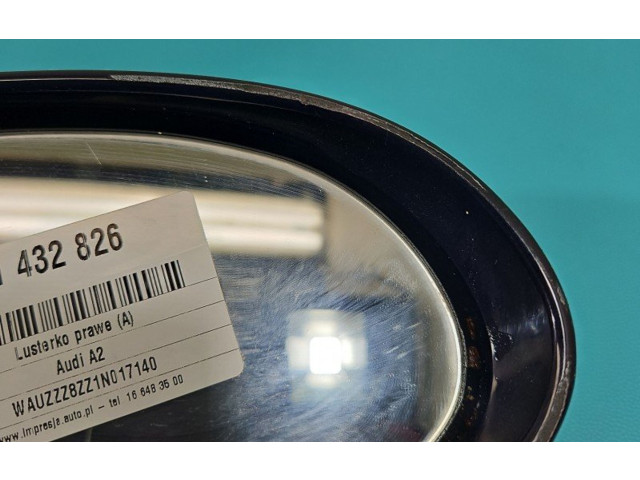 432 826
Lusterko prawe (A)
Audi A2
WAUZZZ8ZZ1N017140
www.impresja.auto.pl - tel 16 648 35 00